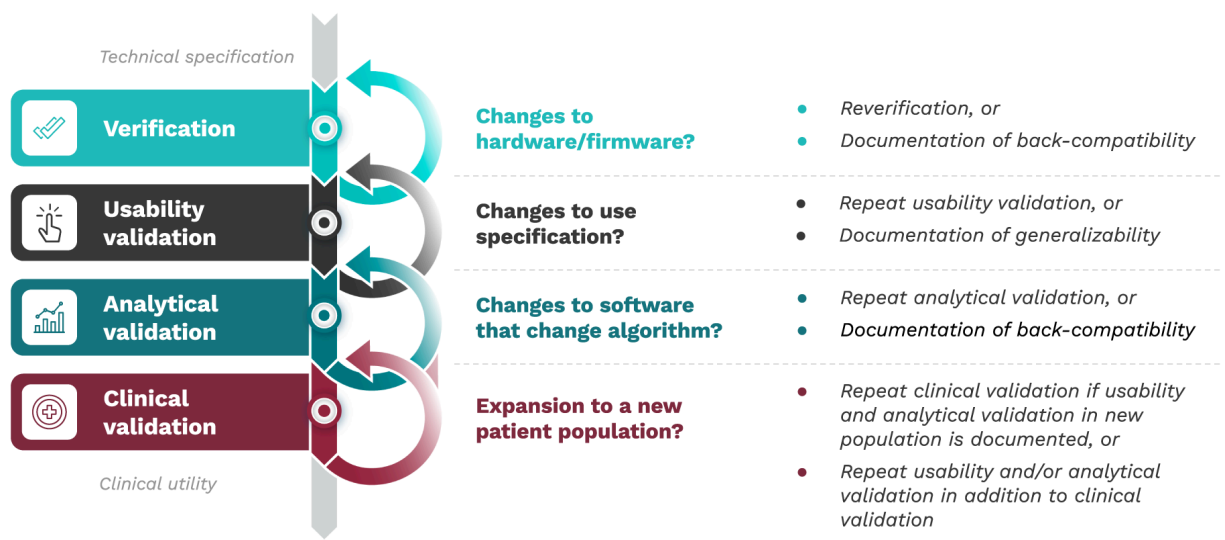 Technical specification
Verification
Changes to
hardware/firmware?
Reverification, or
Documentation of back-compatibility
Usability
validation
Changes to use
specification?
Repeat usability validation, or
Documentation of generalizability
Analytical
validation
Changes to software
that change algorithm?
Repeat analytical validation, or
Documentation of back-compatibility
Clinical
validation
Expansion to a new
patient population?
Repeat clinical validation if usability
and analytical validation in new
population is documented, or
Repeat usability and/or analytical
validation in addition to clinical
validation
Clinical utility